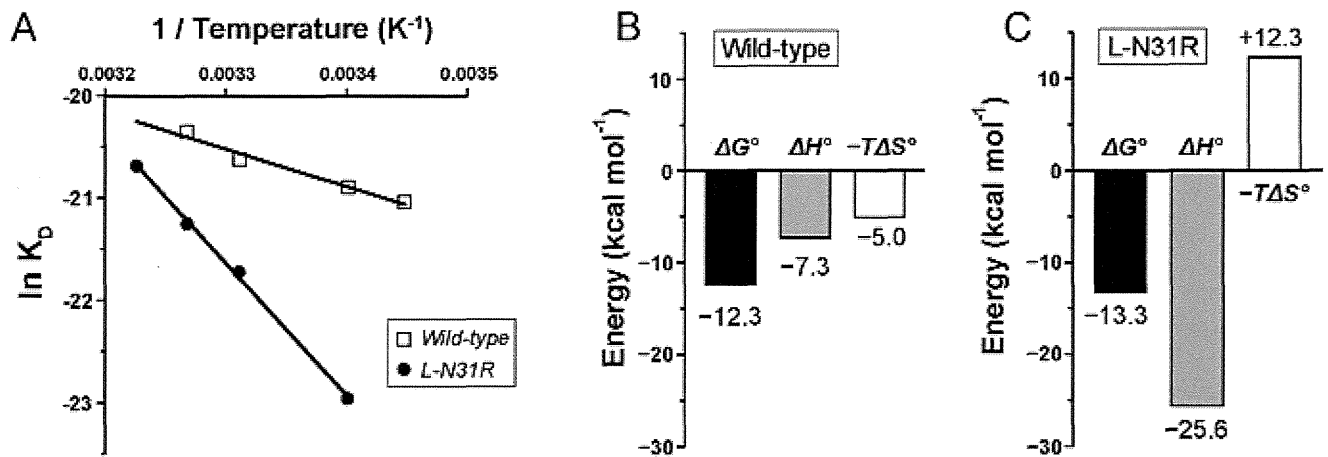 A
1 / Temperature (K⁻¹)
0.0032 0.0033 0.0034 0.0035
-20
-21
-22
-23
ln K_D
Wild-type
L-N31R
B
Wild-type
Energy (kcal mol⁻¹)
10
0
−10
−20
−30
ΔG° ΔH° −TΔS°
−12.3
−7.3
−5.0
C
L-N31R
+12.3
Energy (kcal mol⁻¹)
10
0
−10
−20
−30
ΔG° ΔH°
−TΔS°
−13.3
−25.6